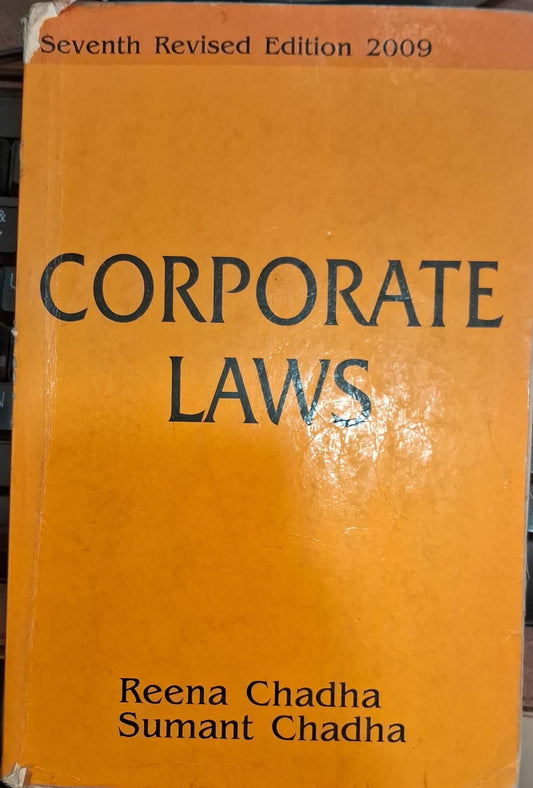 Seventh Revised Edition 2009
CORPORATE
LAWS
Reena Chadha
Sumant Chadha